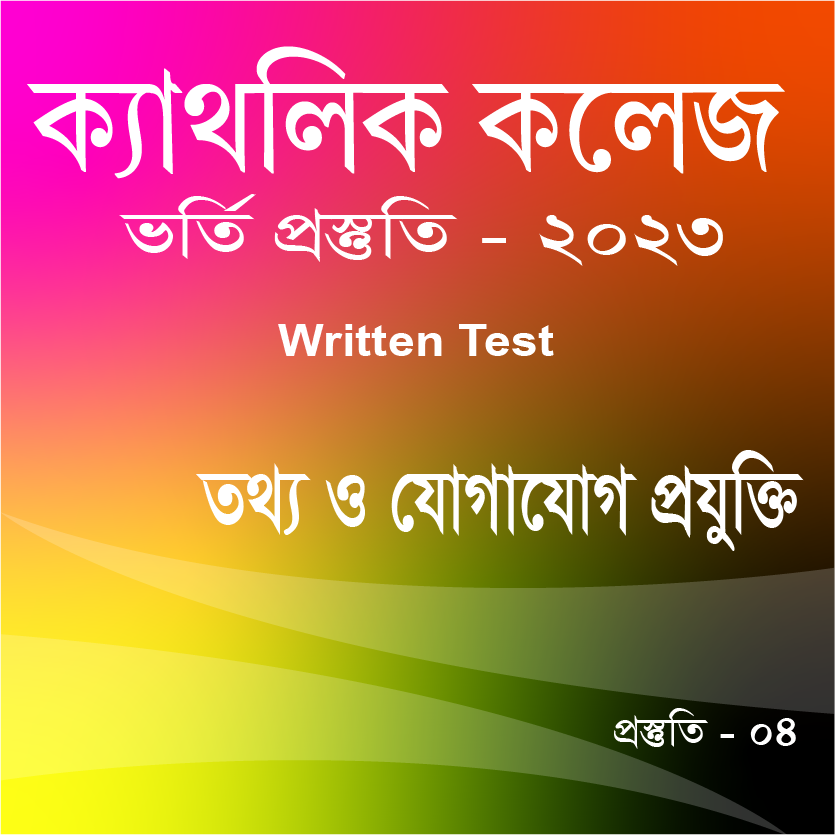 ক্যাথলিক কলেজ
ভর্তি প্রস্তুতি - ২০২৩
Written Test
তথ্য ও যোগাযোগ প্রযুক্তি
প্রস্তুতি - ০৪